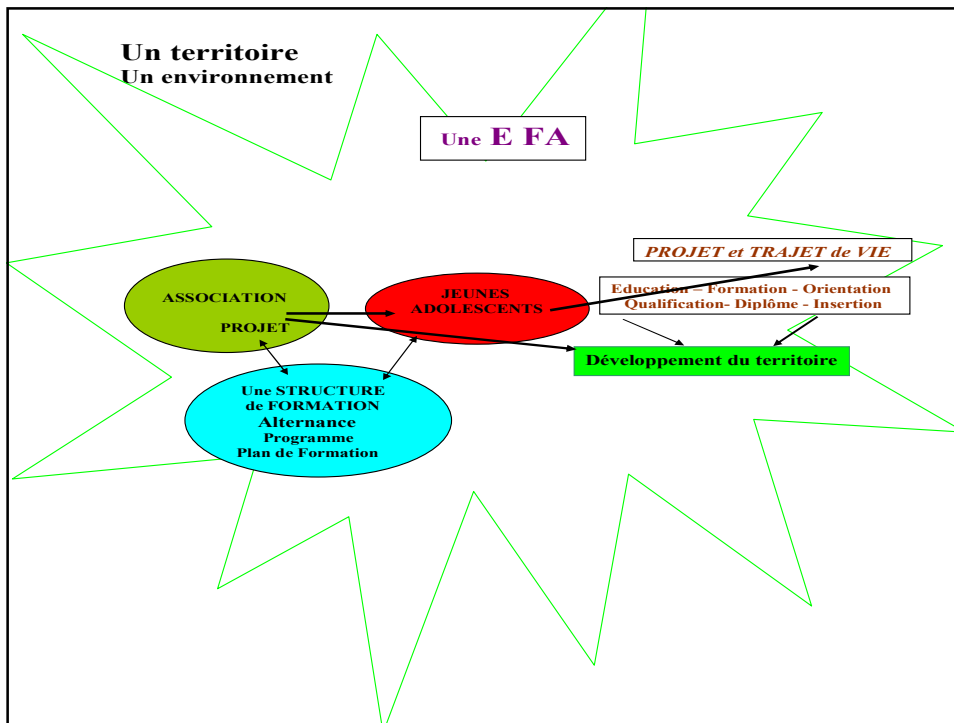 Un territoire
Un environnement
Une E FA
PROJET et TRAJET de VIE
Education – Formation - Orientation
Qualification- Diplôme - Insertion
ASSOCIATION
PROJET
JEUNES
ADOLESCENTS
Développement du territoire
Une STRUCTURE
de FORMATION
Alternance
Programme
Plan de Formation